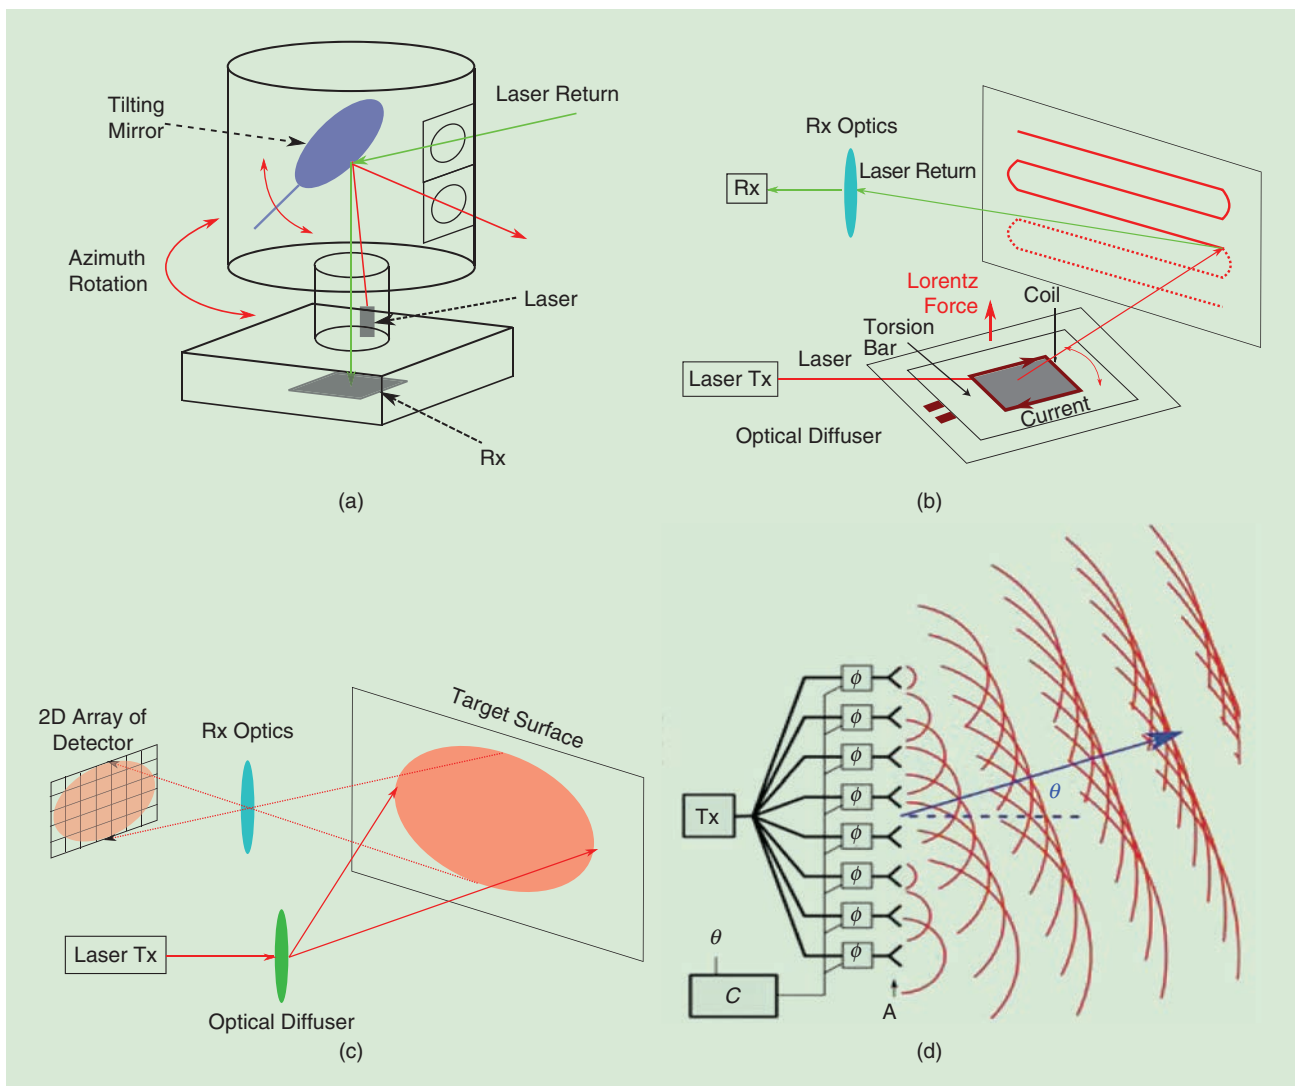 Tilting
Mirror
Laser Return
Azimuth
Rotation
Laser
Rx
(a)
Rx Optics
Laser Return
Rx
Lorentz
Force
Coil
Torsion
Bar
Laser
Laser Tx
Current
Optical Diffuser
(b)
2D Array of
Detector
Rx Optics
Target Surface
Laser Tx
Optical Diffuser
(c)
ϕ
ϕ
ϕ
ϕ
ϕ
ϕ
ϕ
ϕ
Tx
θ
θ
C
A
(d)